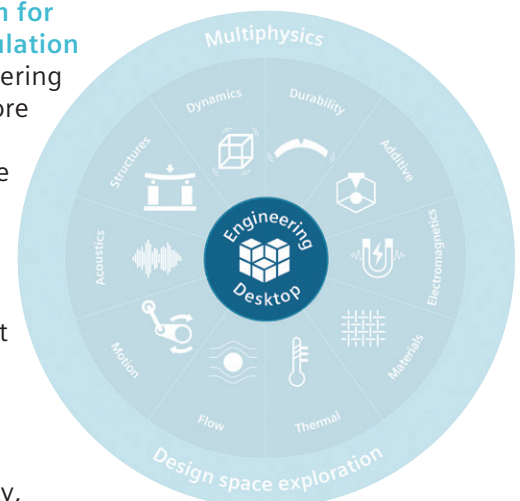 n for
ulation
ering
ore
e
t
y,
Multiphysics
Dynamics
Durability
Structures
Additive
Acoustics
Engineering
Desktop
Electromagnetics
Motion
Materials
Flow
Thermal
Design space exploration